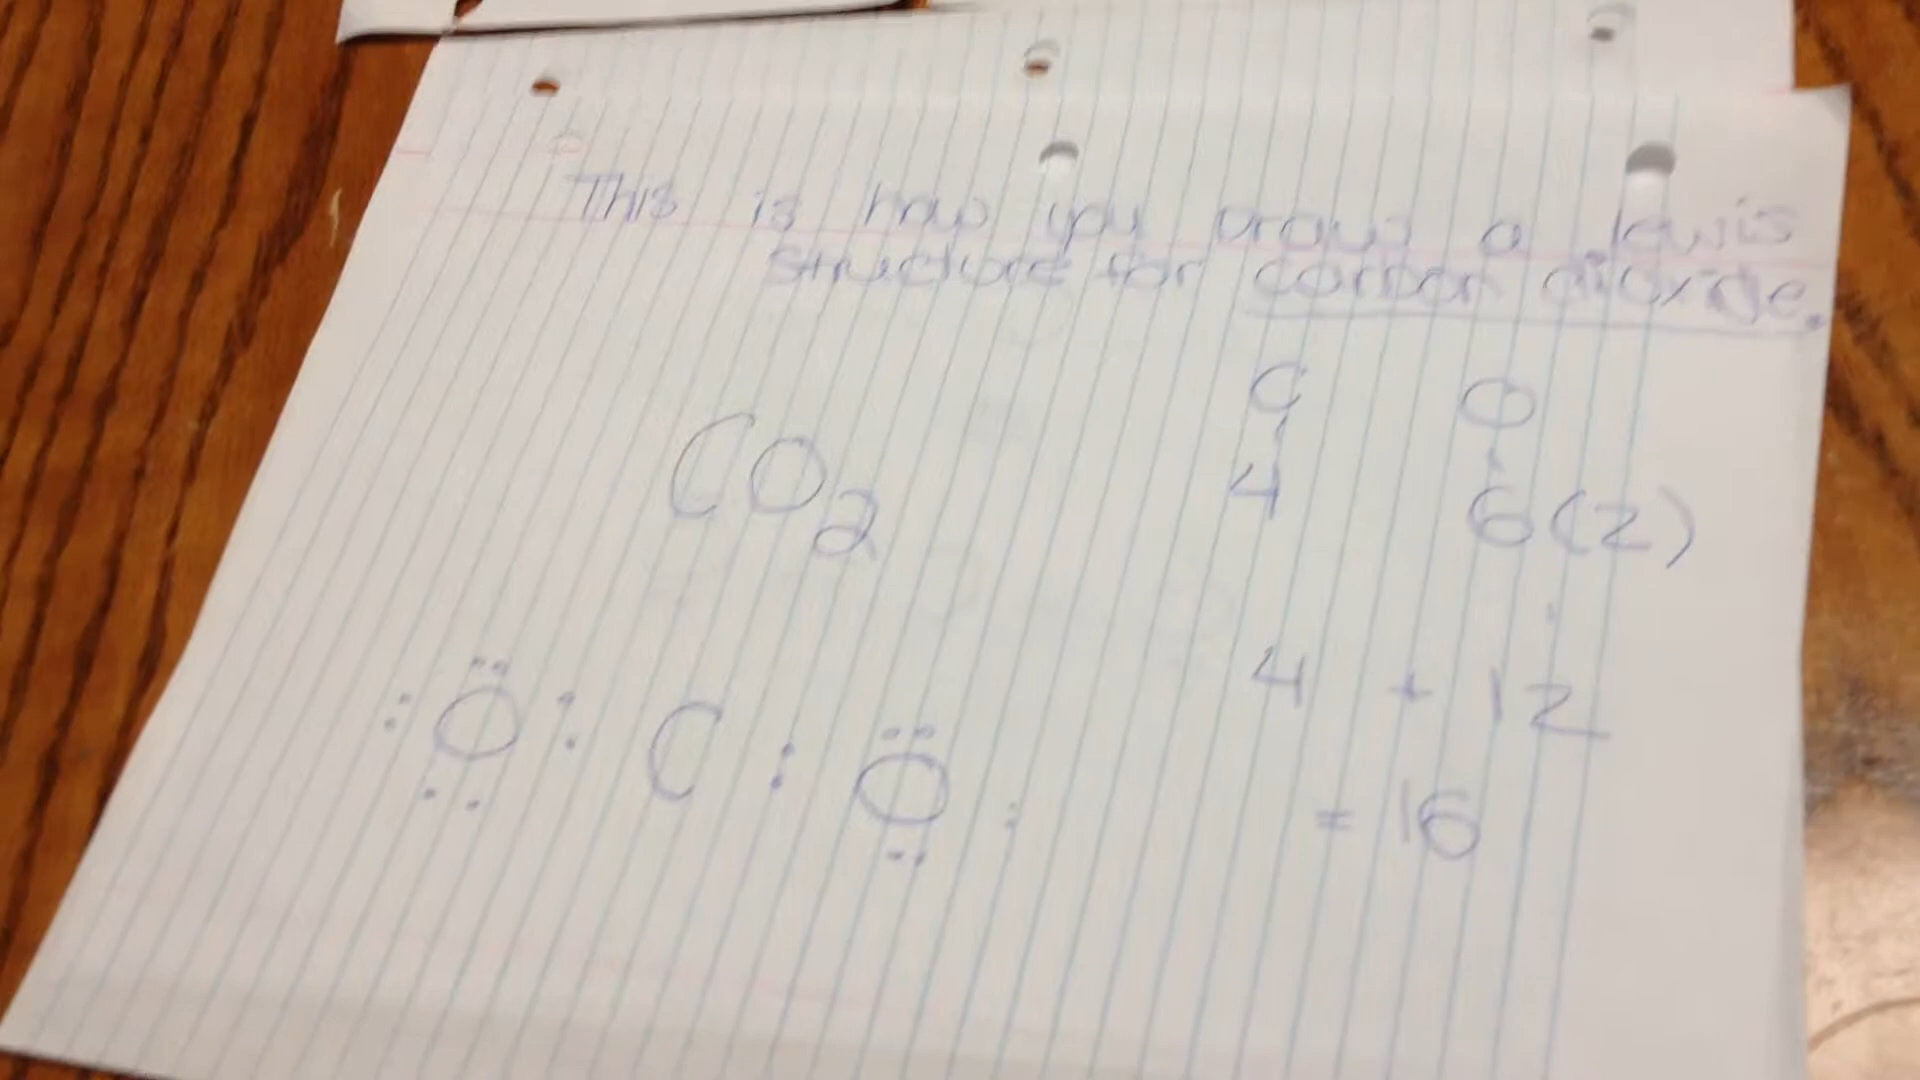 This is how you draw a lewis
structure for carbon dioxide.
C O
CO2
4 6(2)
:O: C :O:
4 + 12
= 16